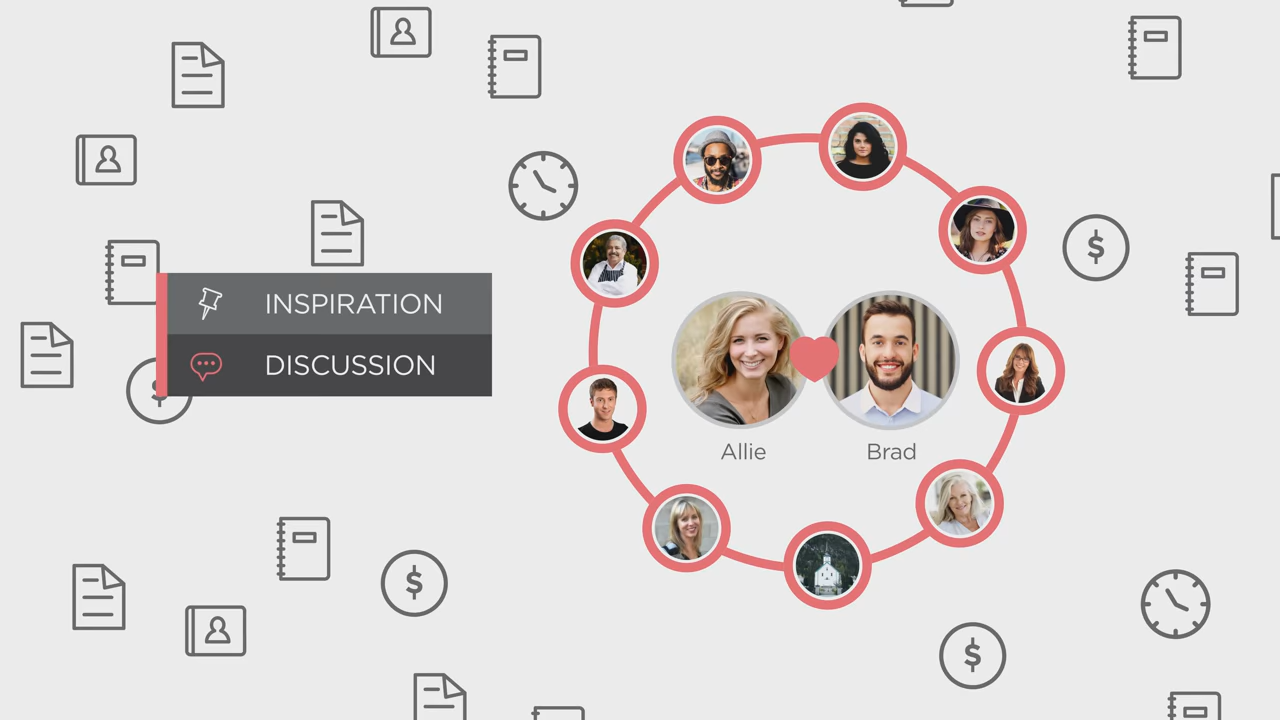 INSPIRATION
DISCUSSION
Allie
Brad
$
$
$
$